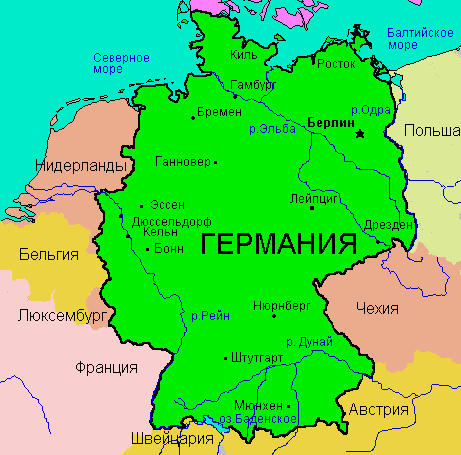 Северное
море
Киль
Росток
Балтийское
море
Гамбург
Бремен
р.Одра
р.Эльба
Берлин
Польша
Нидерланды
Ганновер
Эссен
Лейпциг
Дюссельдорф
Кельн
Дрезден
Бонн
ГЕРМАНИЯ
Бельгия
Нюрнберг
Чехия
Люксембург
р.Рейн
р. Дунай
Штутгарт
Франция
Мюнхен
Австрия
оз.Баденское
Швейцария